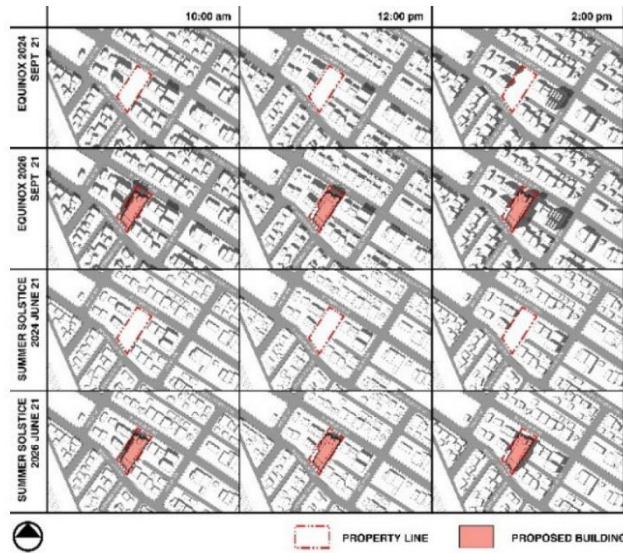 10:00 am
12:00 pm
2:00 pm
EQUINOX 2024
SEPT 21
EQUINOX 2026
SEPT 21
SUMMER SOLSTICE
2024 JUNE 21
SUMMER SOLSTICE
2026 JUNE 21
PROPERTY LINE
PROPOSED BUILDING